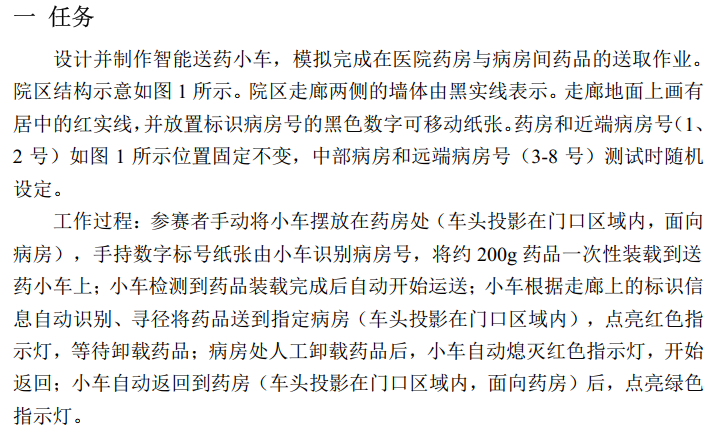 一 任务
设计并制作智能送药小车，模拟完成在医院药房与病房间药品的送取作业。
院区结构示意如图 1 所示。院区走廊两侧的墙体由黑实线表示。走廊地面上画有
居中的红实线，并放置标识病房号的黑色数字可移动纸张。药房和近端病房号（1、
2 号）如图 1 所示位置固定不变，中部病房和远端病房号（3-8 号）测试时随机
设定。
工作过程：参赛者手动将小车摆放在药房处（车头投影在门口区域内，面向
病房），手持数字标号纸张由小车识别病房号，将约 200g 药品一次性装载到送
药小车上；小车检测到药品装载完成后自动开始运送；小车根据走廊上的标识信
息自动识别、寻径将药品送到指定病房（车头投影在门口区域内），点亮红色指
示灯，等待卸载药品；病房处人工卸载药品后，小车自动熄灭红色指示灯，开始
返回；小车自动返回到药房（车头投影在门口区域内，面向药房）后，点亮绿色
指示灯。